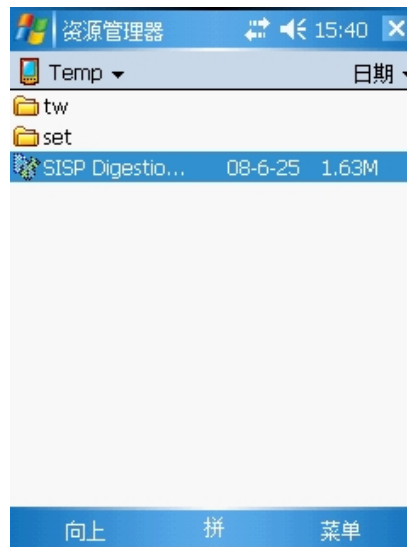 资源管理器 15:40
Temp 日期
tw
set
SISP Digestio... 08-6-25 1.63M
向上 拼 菜单